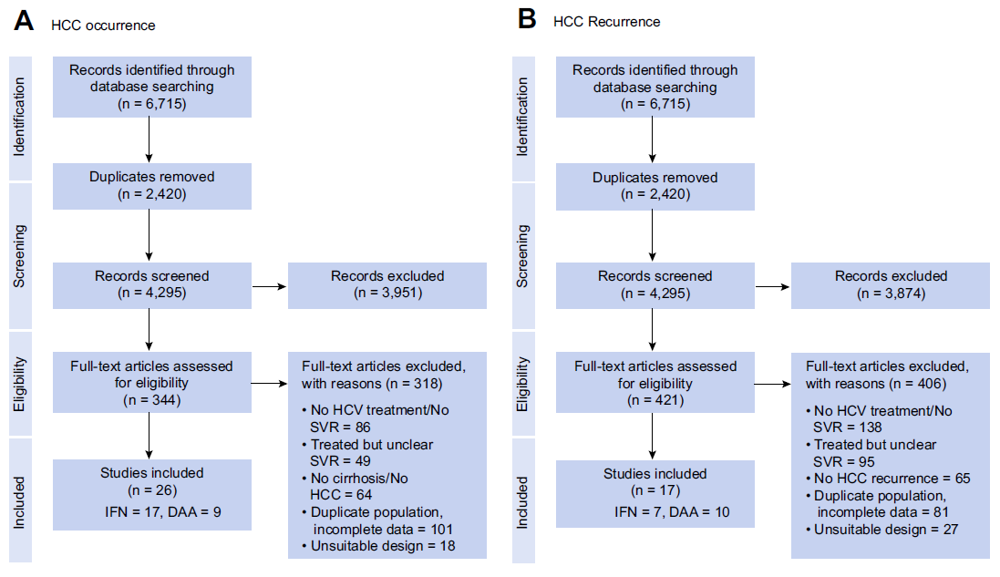 A HCC occurrence
Identification
Records identified through
database searching
(n = 6,715)
Duplicates removed
(n = 2,420)
Screening
Records screened
(n = 4,295)
Records excluded
(n = 3,951)
Eligibility
Full-text articles assessed
for eligibility
(n = 344)
Full-text articles excluded,
with reasons (n = 318)
• No HCV treatment/No
SVR = 86
• Treated but unclear
SVR = 49
• No cirrhosis/No
HCC = 64
• Duplicate population,
incomplete data = 101
• Unsuitable design = 18
Included
Studies included
(n = 26)
IFN = 17, DAA = 9
B HCC Recurrence
Identification
Records identified through
database searching
(n = 6,715)
Duplicates removed
(n = 2,420)
Screening
Records screened
(n = 4,295)
Records excluded
(n = 3,874)
Eligibility
Full-text articles assessed
for eligibility
(n = 421)
Full-text articles excluded,
with reasons (n = 406)
• No HCV treatment/No
SVR = 138
• Treated but unclear
SVR = 95
• No HCC recurrence = 65
• Duplicate population,
incomplete data = 81
• Unsuitable design = 27
Included
Studies included
(n = 17)
IFN = 7, DAA = 10